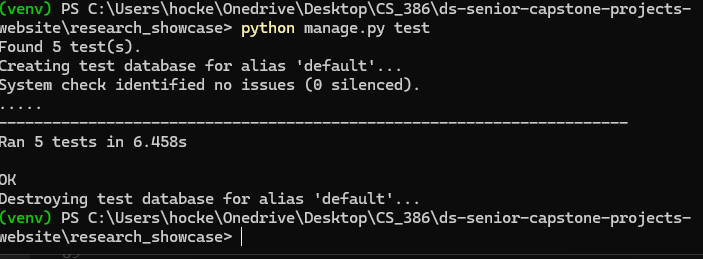 (venv) PS C:\Users\hocke\Onedrive\Desktop\CS_386\ds-senior-capstone-projects-
website\research_showcase> python manage.py test
Found 5 test(s).
Creating test database for alias 'default'...
System check identified no issues (0 silenced).
.....
----------------------------------------------------------------------
Ran 5 tests in 6.458s

OK
Destroying test database for alias 'default'...
(venv) PS C:\Users\hocke\Onedrive\Desktop\CS_386\ds-senior-capstone-projects-
website\research_showcase>